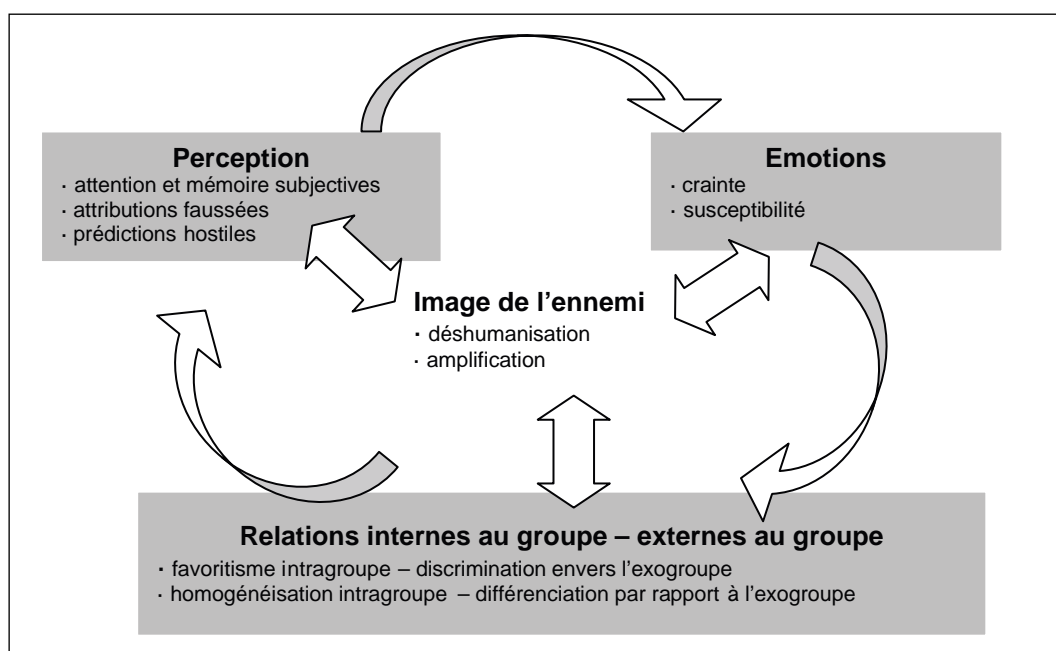 Perception
· attention et mémoire subjectives
· attributions faussées
· prédictions hostiles
Emotions
· crainte
· susceptibilité
Image de l’ennemi
· déshumanisation
· amplification
Relations internes au groupe – externes au groupe
· favoritisme intragroupe – discrimination envers l’exogroupe
· homogénéisation intragroupe – différenciation par rapport à l’exogroupe